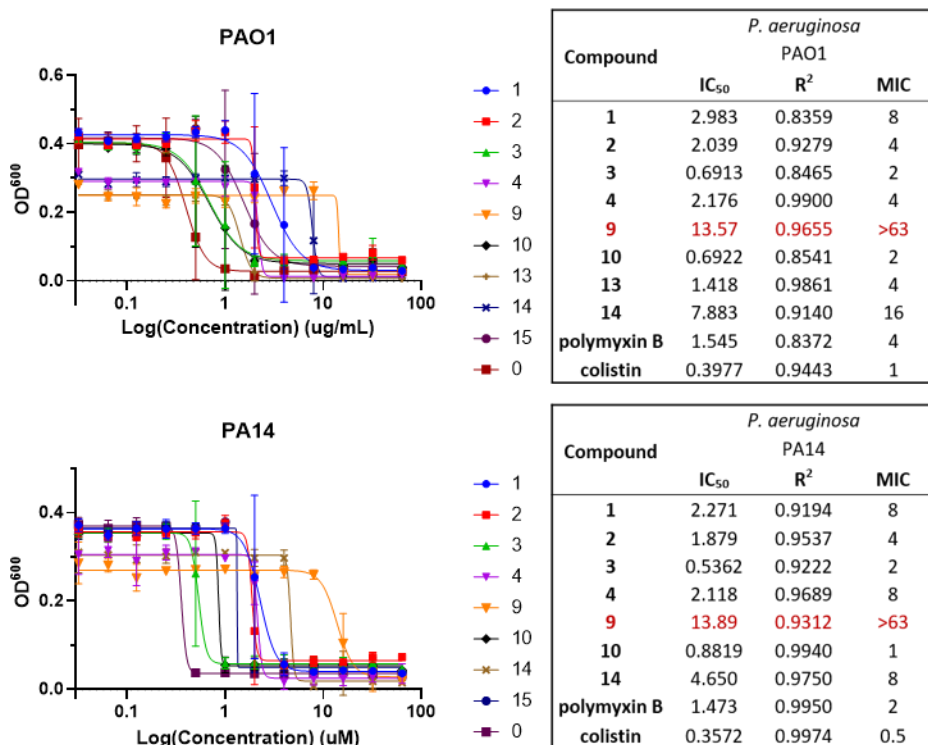 PAO1
OD600
0.6
0.4
0.2
0.0
0.1
1
10
100
Log(Concentration) (ug/mL)
1
2
3
4
9
10
13
14
15
0
P. aeruginosa
Compound PAO1
IC50 R2 MIC
1 2.983 0.8359 8
2 2.039 0.9279 4
3 0.6913 0.8465 2
4 2.176 0.9900 4
9 13.57 0.9655 >63
10 0.6922 0.8541 2
13 1.418 0.9861 4
14 7.883 0.9140 16
polymyxin B 1.545 0.8372 4
colistin 0.3977 0.9443 1
PA14
OD600
0.4
0.2
0.0
0.1
1
10
100
Log(Concentration) (uM)
1
2
3
4
9
10
14
15
0
P. aeruginosa
Compound PA14
IC50 R2 MIC
1 2.271 0.9194 8
2 1.879 0.9537 4
3 0.5362 0.9222 2
4 2.118 0.9689 8
9 13.89 0.9312 >63
10 0.8819 0.9940 1
14 4.650 0.9750 8
polymyxin B 1.473 0.9950 2
colistin 0.3572 0.9974 0.5